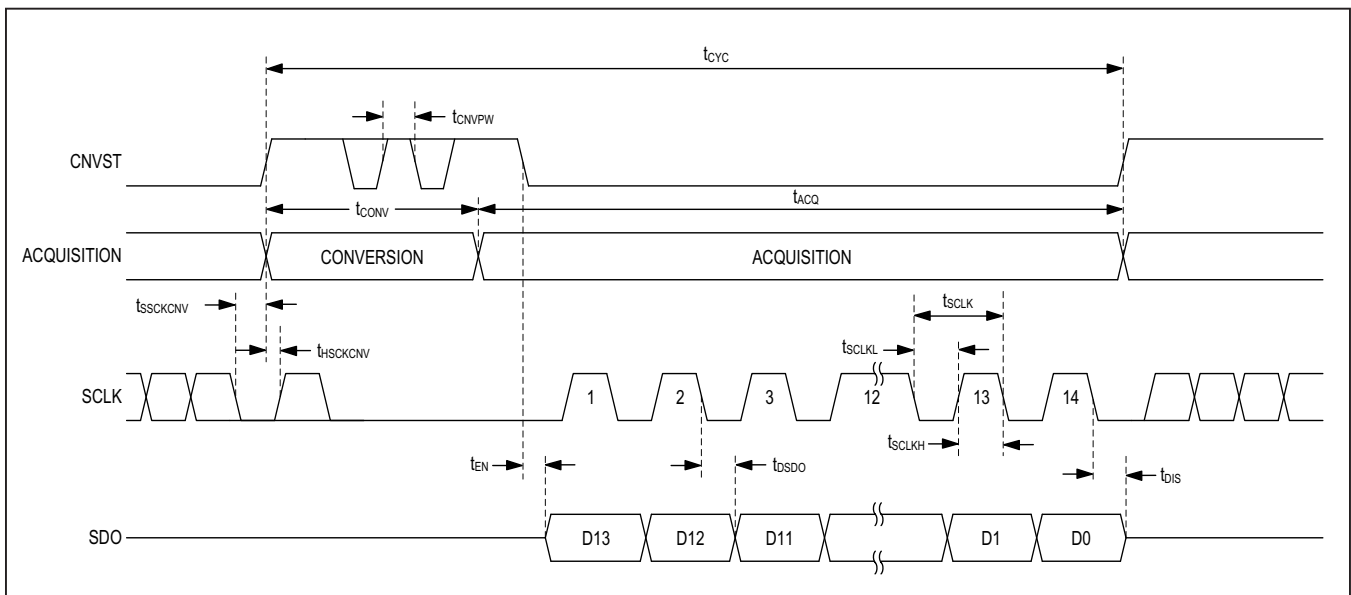 tCYC
tCNVPW
CNVST
tCONV
tACQ
ACQUISITION
CONVERSION
ACQUISITION
tSSCKCNV
tSCLK
tHSCKCNV
tSCLKL
SCLK
1
2
3
12
13
14
tSCLKH
tEN
tDSDO
tDIS
SDO
D13
D12
D11
D1
D0